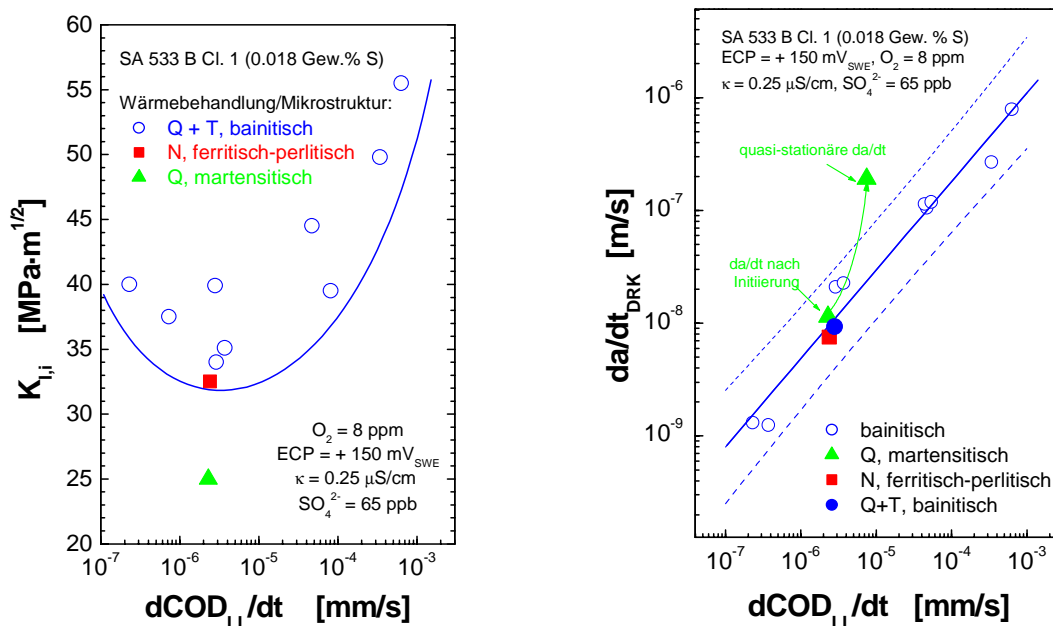 60
55
50
45
40
35
30
25
20
K_I,i [MPa·m^1/2]
SA 533 B Cl. 1 (0.018 Gew.% S)
Wärmebehandlung/Mikrostruktur:
Q + T, bainitisch
N, ferritisch-perlitisch
Q, martensitisch
O_2 = 8 ppm
ECP = + 150 mV_SWE
κ = 0.25 µS/cm
SO_4^2- = 65 ppb
10^-7 10^-6 10^-5 10^-4 10^-3
dCOD_LL/dt [mm/s]
10^-6
10^-7
10^-8
10^-9
da/dt_DRK [m/s]
SA 533 B Cl. 1 (0.018 Gew. % S)
ECP = + 150 mV_SWE, O_2 = 8 ppm
κ = 0.25 µS/cm, SO_4^2- = 65 ppb
quasi-stationäre da/dt
da/dt nach
Initiierung
bainitisch
Q, martensitisch
N, ferritisch-perlitisch
Q+T, bainitisch
10^-7 10^-6 10^-5 10^-4 10^-3
dCOD_LL/dt [mm/s]